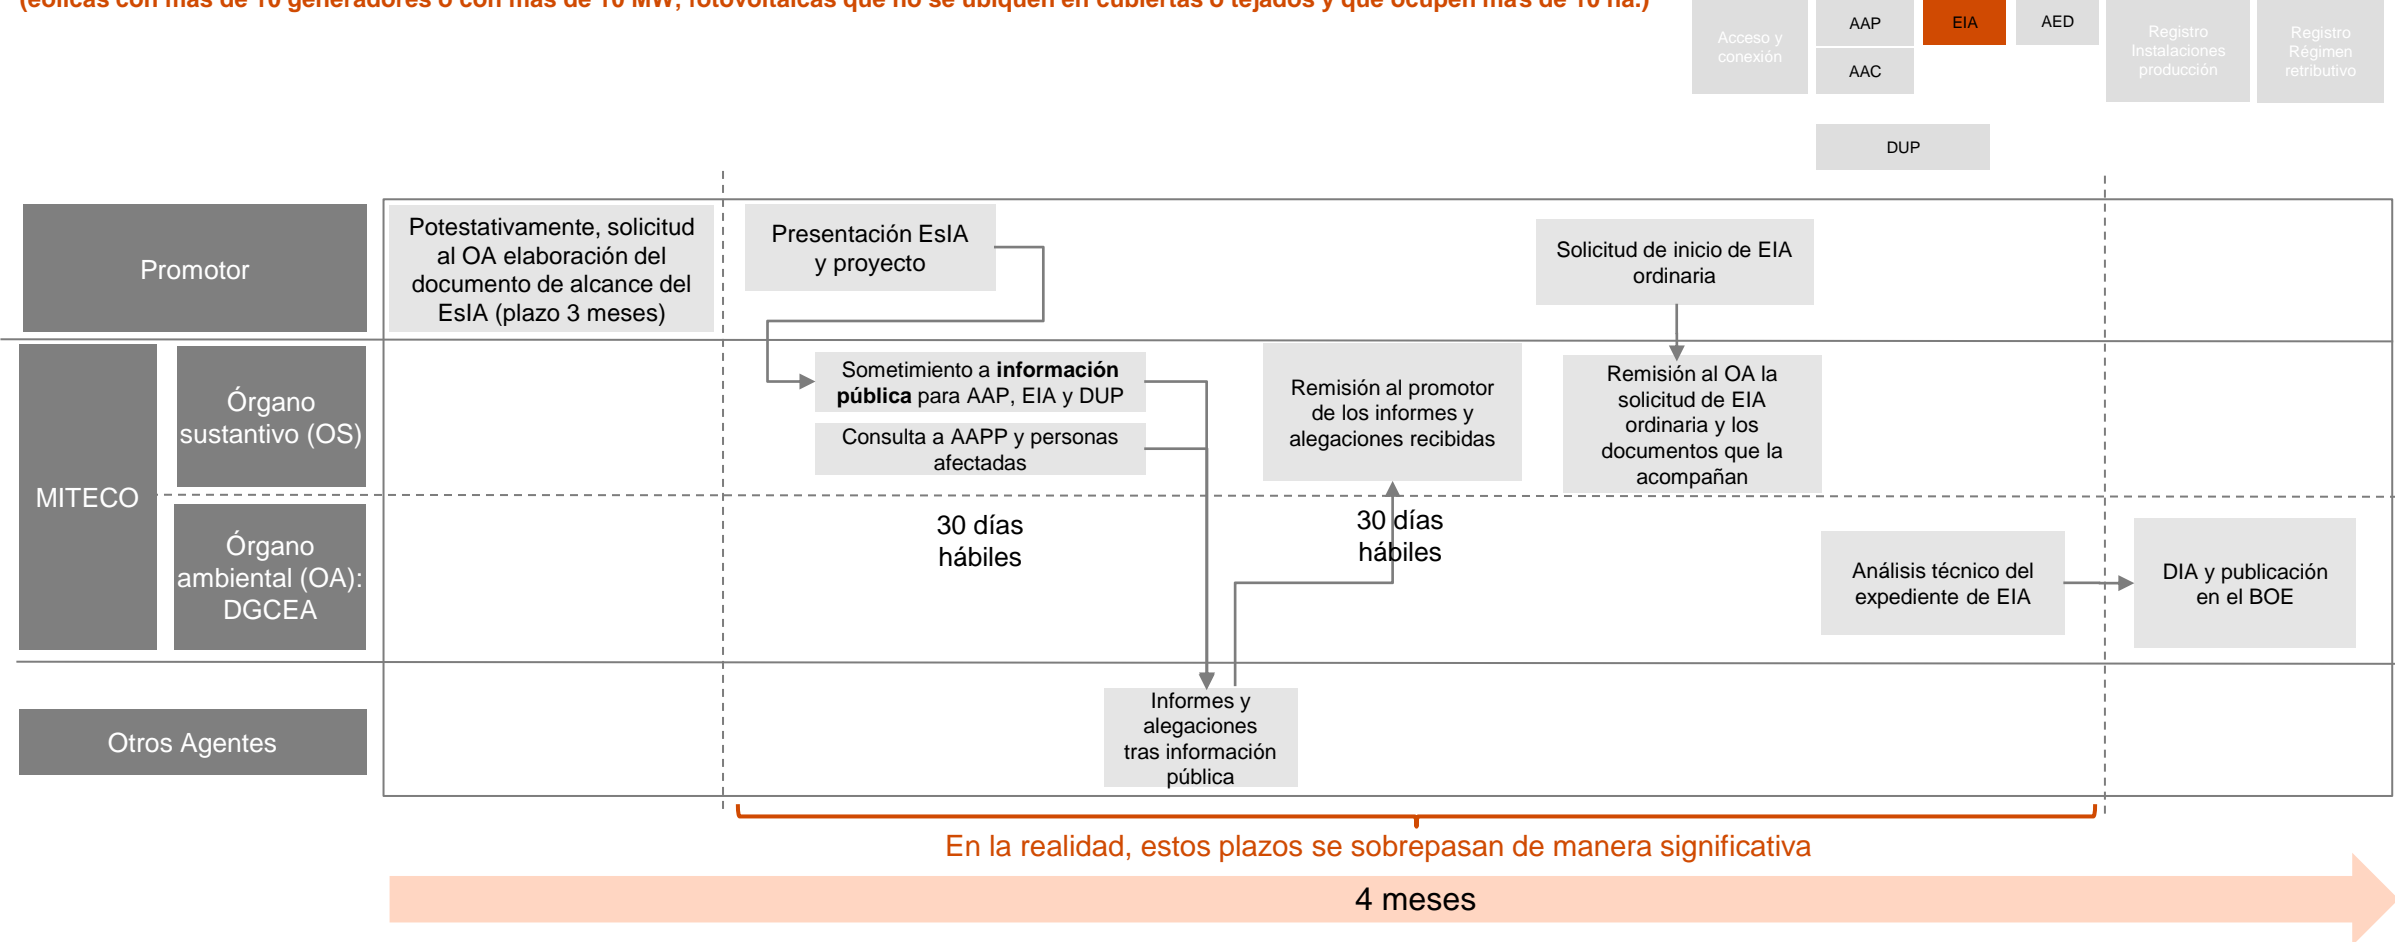 (eólicas con más de 10 generadores o con más de 10 MW; fotovoltaicas que no se ubiquen en cubiertas o tejados y que ocupen más de 10 ha.)
Acceso y
conexión
AAP
AAC
EIA
AED
Registro
Instalaciones
producción
Registro
Régimen
retributivo
DUP
Promotor
Potestativamente, solicitud
al OA elaboración del
documento de alcance del
EsIA (plazo 3 meses)
Presentación EsIA
y proyecto
Solicitud de inicio de EIA
ordinaria
MITECO
Órgano
sustantivo (OS)
Sometimiento a información
pública para AAP, EIA y DUP
Consulta a AAPP y personas
afectadas
Remisión al promotor
de los informes y
alegaciones recibidas
Remisión al OA la
solicitud de EIA
ordinaria y los
documentos que la
acompañan
Órgano
ambiental (OA):
DGCEA
30 días
hábiles
30 días
hábiles
Análisis técnico del
expediente de EIA
DIA y publicación
en el BOE
Otros Agentes
Informes y
alegaciones
tras información
pública
En la realidad, estos plazos se sobrepasan de manera significativa
4 meses